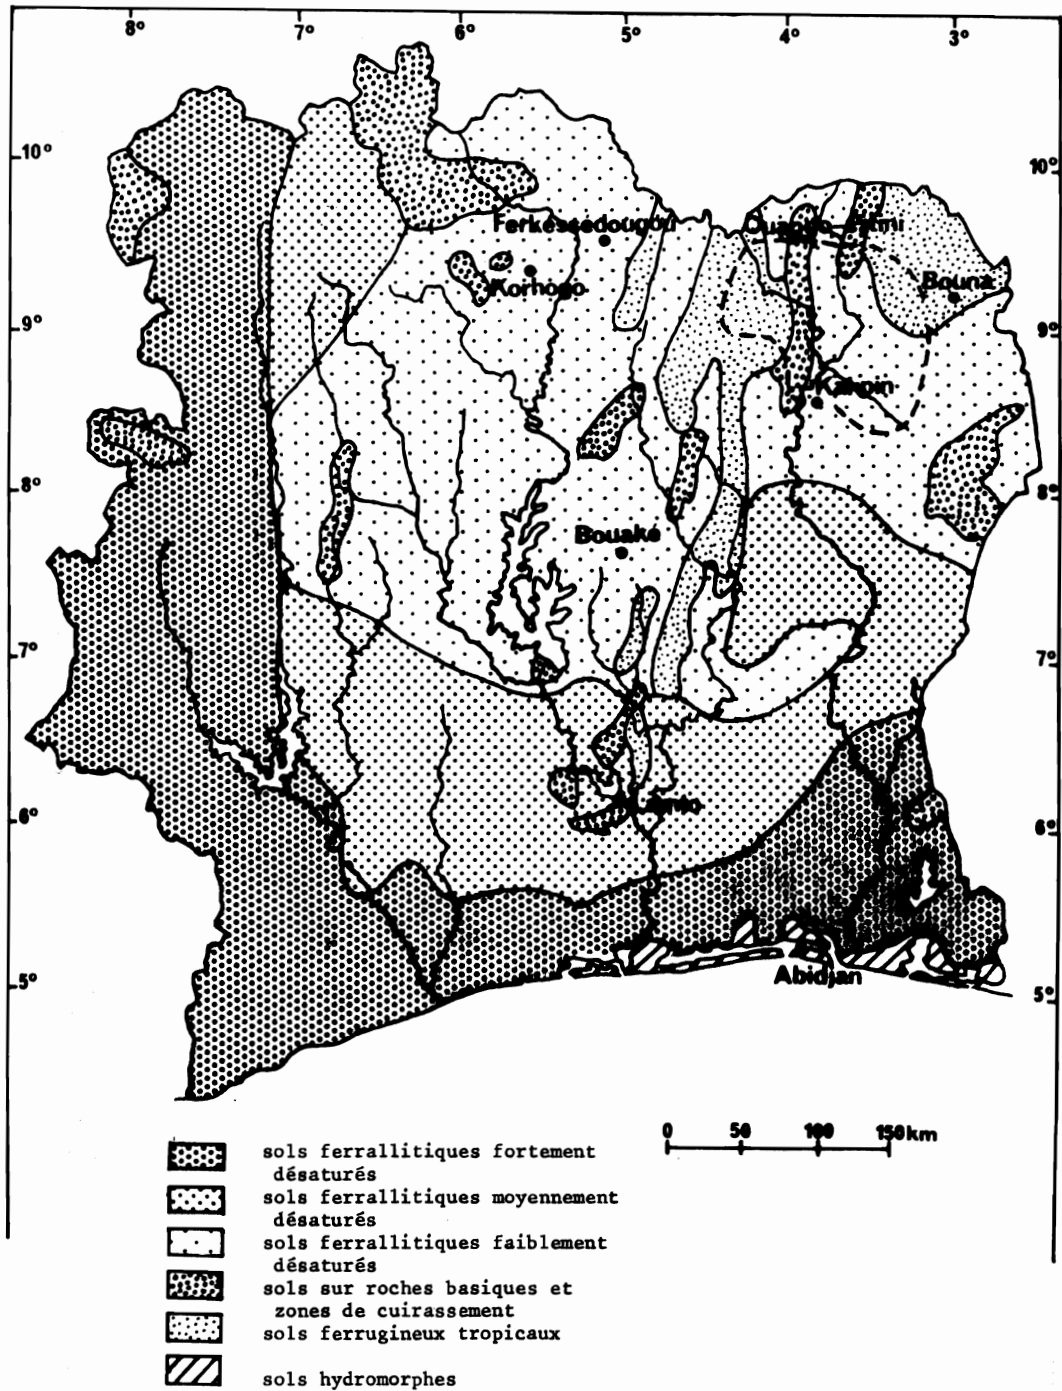 8° 7° 6° 5° 4° 3°
10° 10°
Ferkessédougou
Bouna
Korhogo
9° 9°
Kakpin
8° 8°
Bouaké
7° 7°
6° 6°
5° 5°
Abidjan
0 50 100 150km
sols ferrallitiques fortement
désaturés
sols ferrallitiques moyennement
désaturés
sols ferrallitiques faiblement
désaturés
sols sur roches basiques et
zones de cuirassement
sols ferrugineux tropicaux
sols hydromorphes